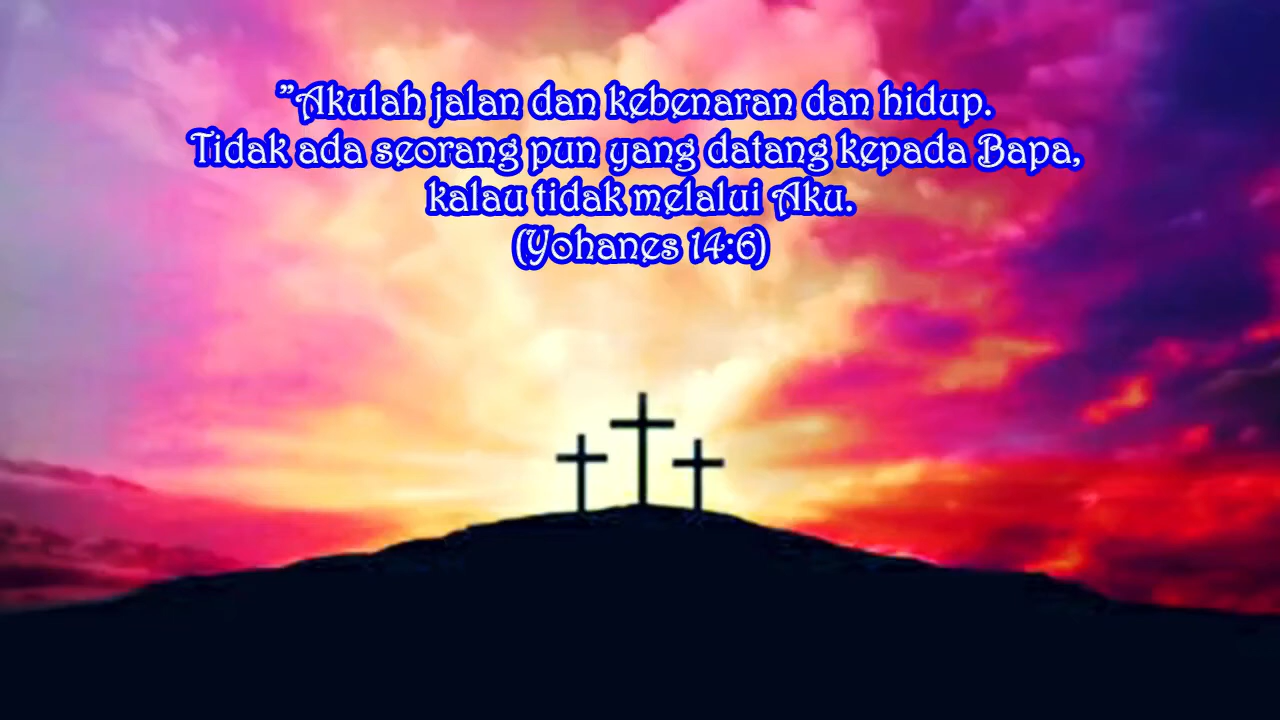 "Akulah jalan dan kebenaran dan hidup.
Tidak ada seorang pun yang datang kepada Bapa,
kalau tidak melalui Aku.
(Yohanes 14:6)